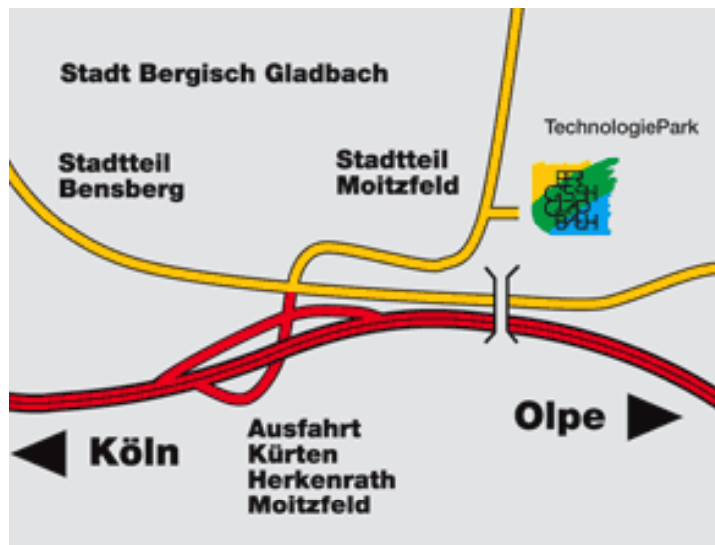 Stadt Bergisch Gladbach
TechnologiePark
Stadtteil
Bensberg
Stadtteil
Moitzfeld
Olpe
Köln
Ausfahrt
Kürten
Herkenrath
Moitzfeld